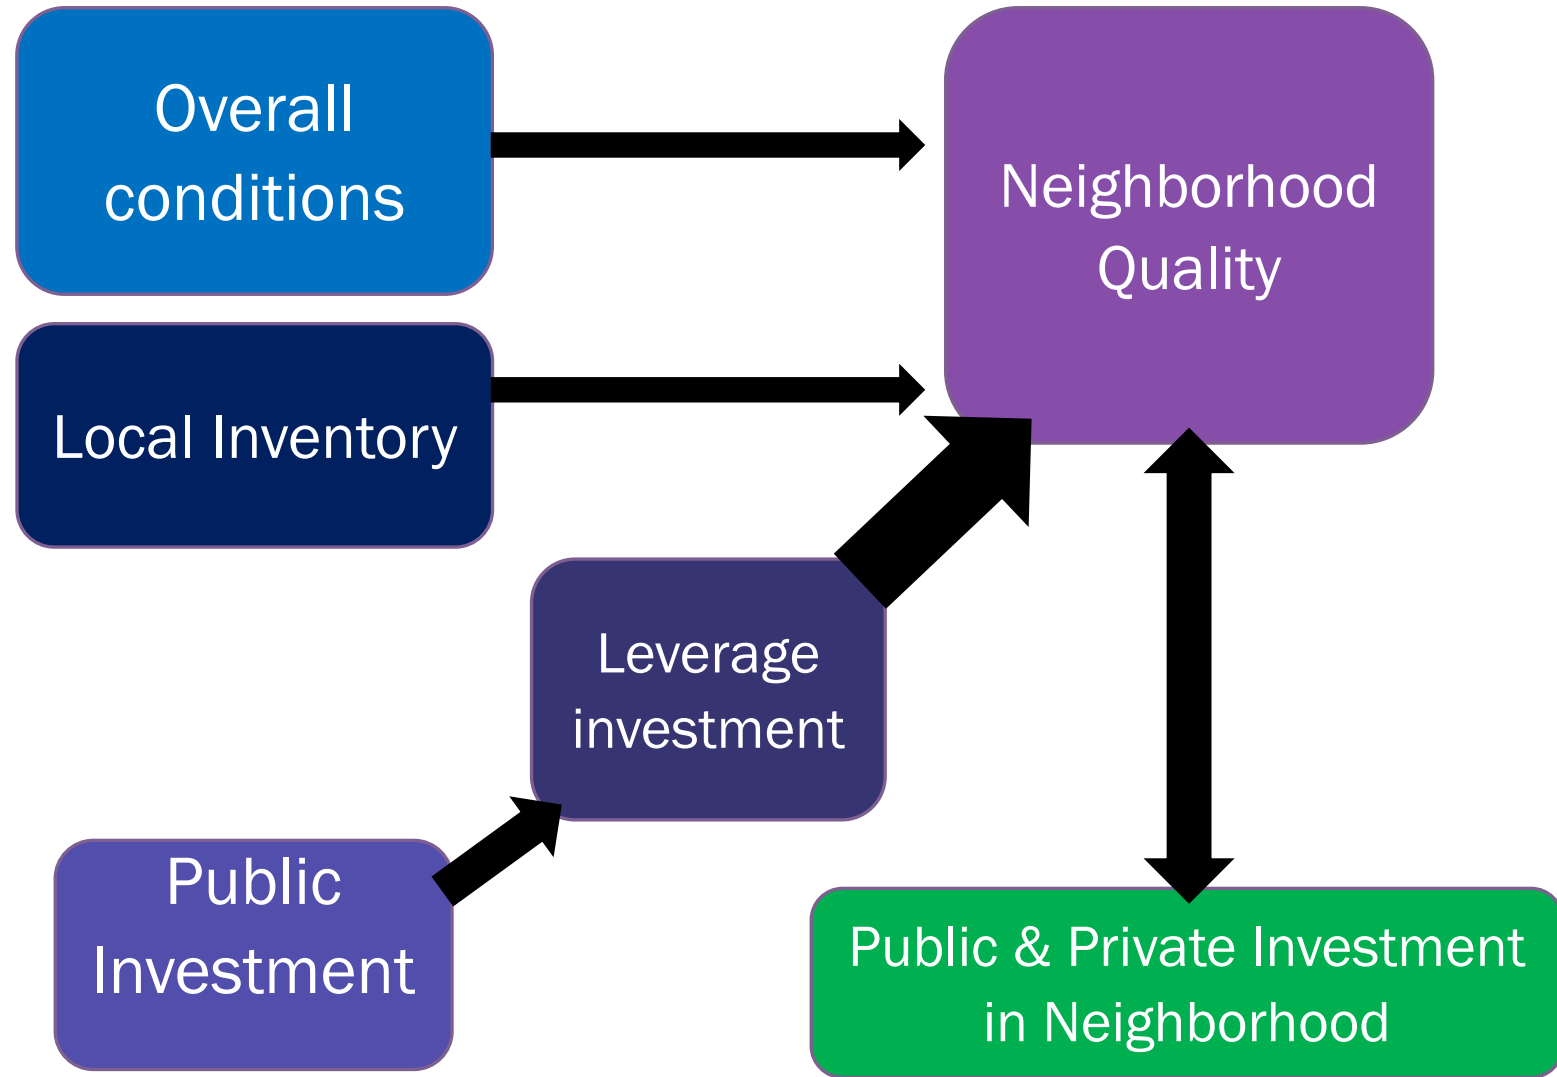 Overall
conditions
Neighborhood
Quality
Local Inventory
Leverage
investment
Public
Investment
Public & Private Investment
in Neighborhood